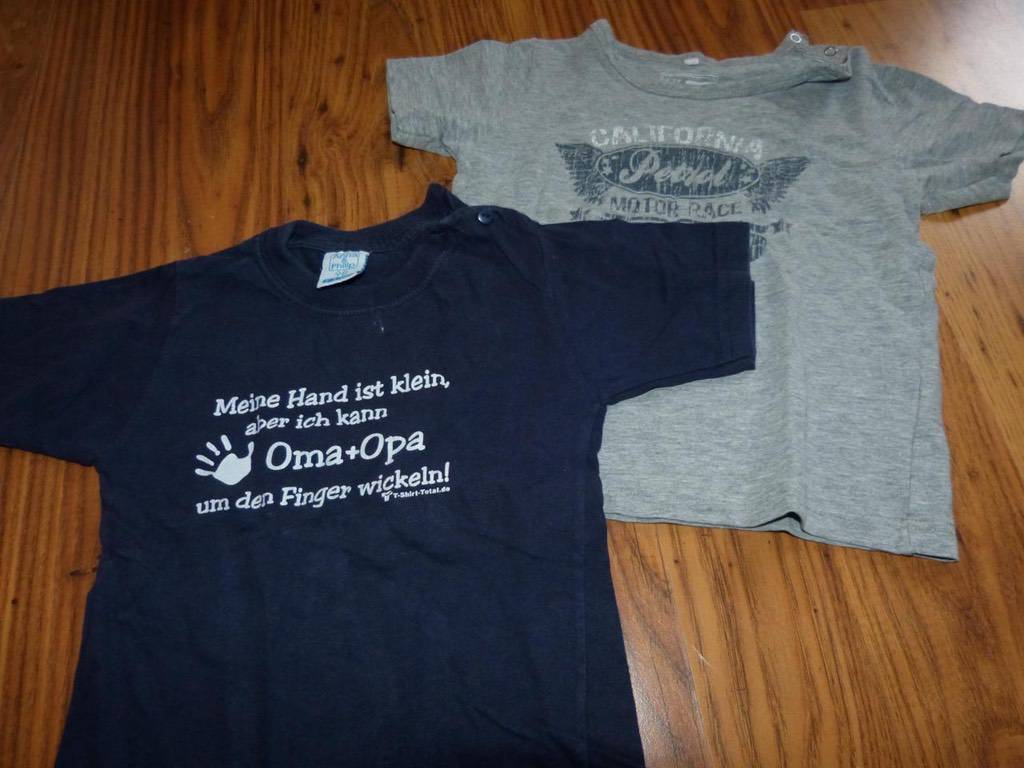 CALIFORNIA
Petrol
MOTOR RACE
Philip
Meine Hand ist klein,
aber ich kann
Oma+Opa
um den Finger wickeln!
T-Shirt-Total.de